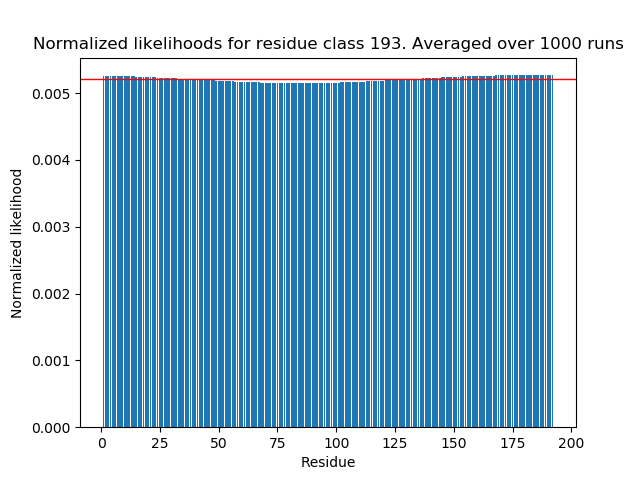 Normalized likelihoods for residue class 193. Averaged over 1000 runs
0.005
0.004
0.003
0.002
0.001
0.000
Normalized likelihood
0 25 50 75 100 125 150 175 200
Residue